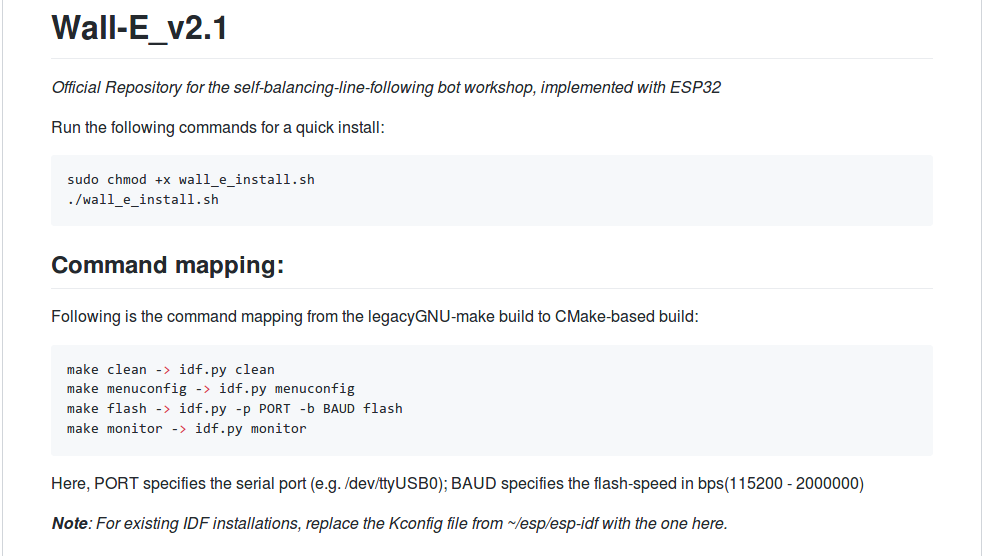 Wall-E_v2.1
Official Repository for the self-balancing-line-following bot workshop, implemented with ESP32
Run the following commands for a quick install:
sudo chmod +x wall_e_install.sh
./wall_e_install.sh
Command mapping:
Following is the command mapping from the legacyGNU-make build to CMake-based build:
make clean -> idf.py clean
make menuconfig -> idf.py menuconfig
make flash -> idf.py -p PORT -b BAUD flash
make monitor -> idf.py monitor
Here, PORT specifies the serial port (e.g. /dev/ttyUSB0); BAUD specifies the flash-speed in bps(115200 - 2000000)
Note: For existing IDF installations, replace the Kconfig file from ~/esp/esp-idf with the one here.